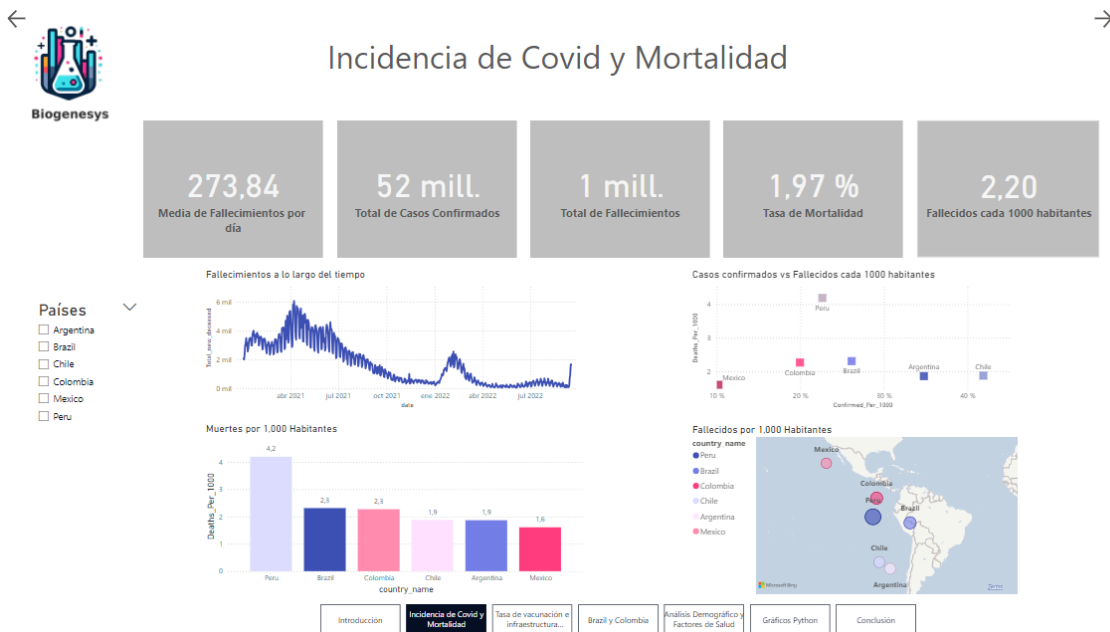 Incidencia de Covid y Mortalidad
Biogenesys
273,84
Media de Fallecimientos por
día
52 mill.
Total de Casos Confirmados
1 mill.
Total de Fallecimientos
1,97 %
Tasa de Mortalidad
2,20
Fallecidos cada 1000 habitantes
Países
Argentina
Brazil
Chile
Colombia
Mexico
Peru
Fallecimientos a lo largo del tiempo
Total_new_deceased
6 mil
4 mil
2 mil
0 mil
abr 2021 jul 2021 oct 2021 ene 2022 abr 2022 jul 2022
date
Casos confirmados vs Fallecidos cada 1000 habitantes
Deaths_Per_1000
4
3
2
Peru
Colombia
Brazil
Argentina
Chile
Mexico
10 % 20 % 30 % 40 %
Confirmed_Per_1000
Muertes por 1,000 Habitantes
Deaths_Per_1000
4
3
2
1
0
4,2
2,3
2,3
1,9
1,9
1,6
Peru Brazil Colombia Chile Argentina Mexico
country_name
Fallecidos por 1,000 Habitantes
country_name
Peru
Brazil
Colombia
Chile
Argentina
Mexico
Mexico
Colombia
Peru
Brazil
Chile
Argentina
Microsoft Bing
Terms
Introducción
Incidencia de Covid y
Mortalidad
Tasa de vacunación e
infraestructura...
Brazil y Colombia
Análisis Demográfico y
Factores de Salud
Gráficos Python
Conclusión